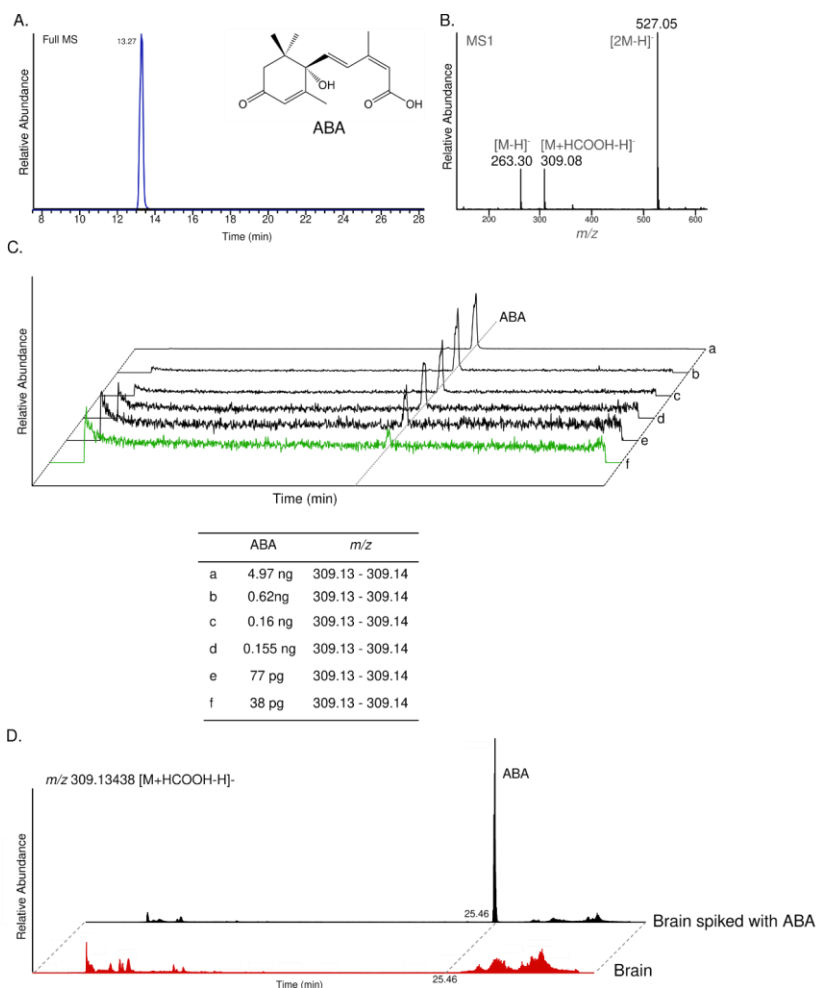 A.
Full MS
13.27
Relative Abundance
O
OH
O
OH
ABA
8 10 12 14 16 18 20 22 24 26 28
Time (min)
B.
MS1
527.05
[2M-H]-
[M-H]- [M+HCOOH-H]-
263.30 309.08
Relative Abundance
200 300 400 500 600
m/z
C.
Relative Abundance
ABA
a
b
c
d
e
f
Time (min)
ABA m/z
a 4.97 ng 309.13 - 309.14
b 0.62ng 309.13 - 309.14
c 0.16 ng 309.13 - 309.14
d 0.155 ng 309.13 - 309.14
e 77 pg 309.13 - 309.14
f 38 pg 309.13 - 309.14
D.
m/z 309.13438 [M+HCOOH-H]-
Relative Abundance
ABA
25.46
Brain spiked with ABA
Brain
25.46
Time (min)